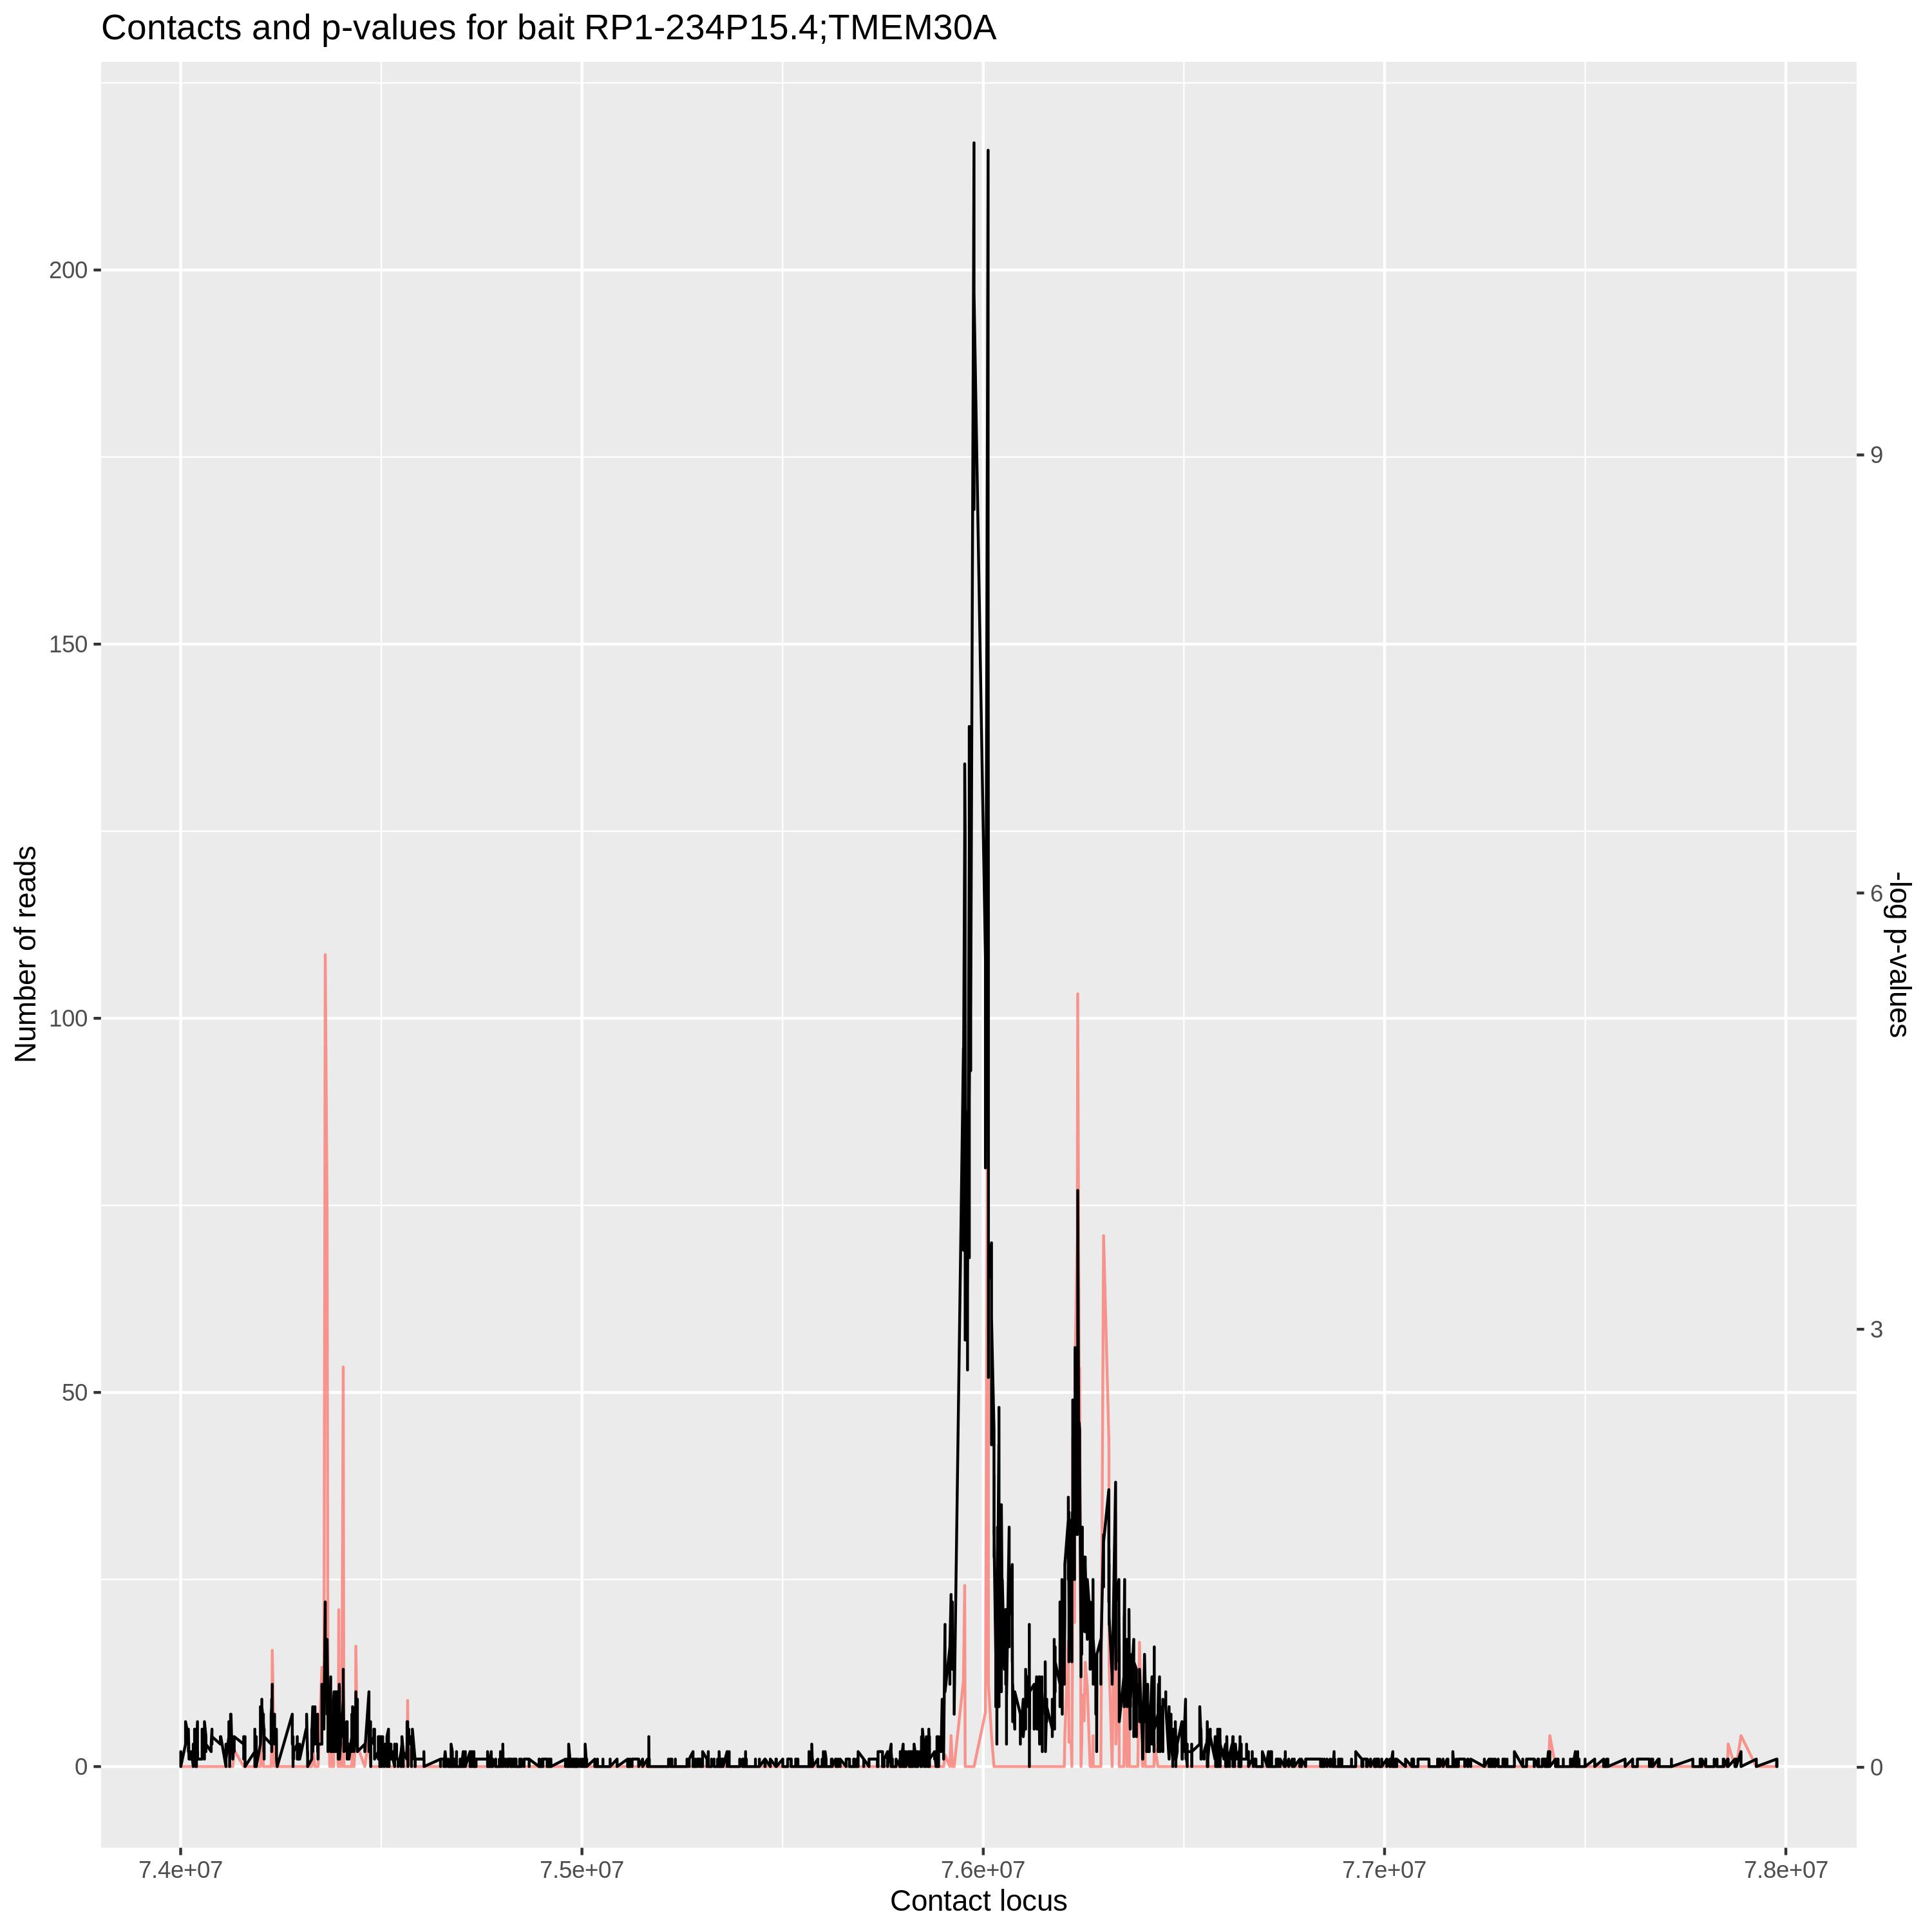 Contacts and p-values for bait RP1-234P15.4;TMEM30A
200
150
100
50
0
Number of reads
9
6
3
0
-log p-values
7.4e+07 7.5e+07 7.6e+07 7.7e+07 7.8e+07
Contact locus